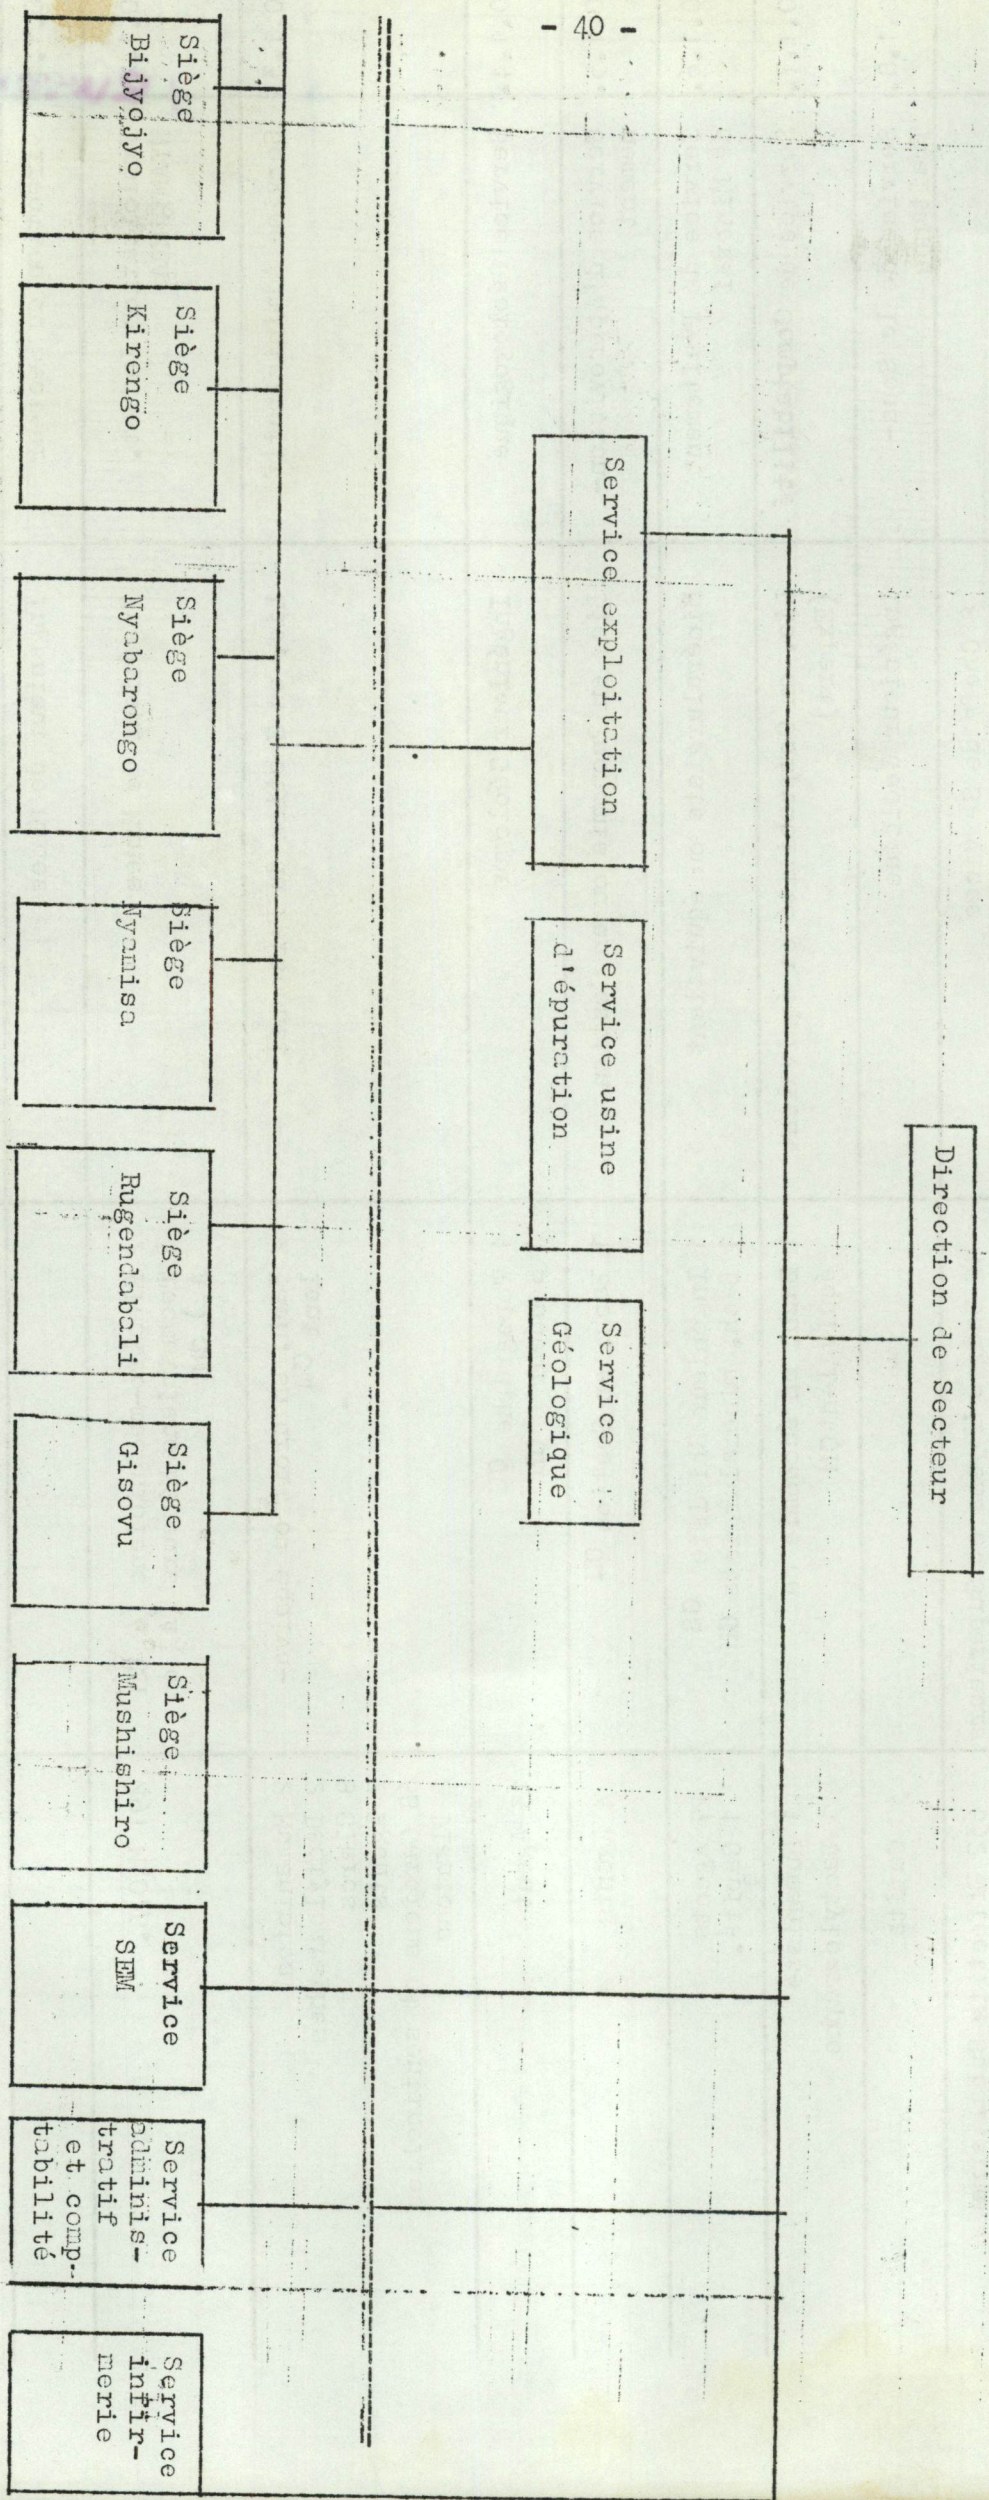 - 40 -
Direction de Secteur
Service exploitation
Service usine
d'épuration
Service
Géologique
Siège
Bijyojyo
Siège
Kirengo
Siège
Nyabarongo
Siège
Nyamisa
Siège
Rugendabali
Siège
Gisovu
Siège
Mushishiro
Service
SEM
Service
adminis-
tratif
et comp-
tabilité
Service
infir-
merie